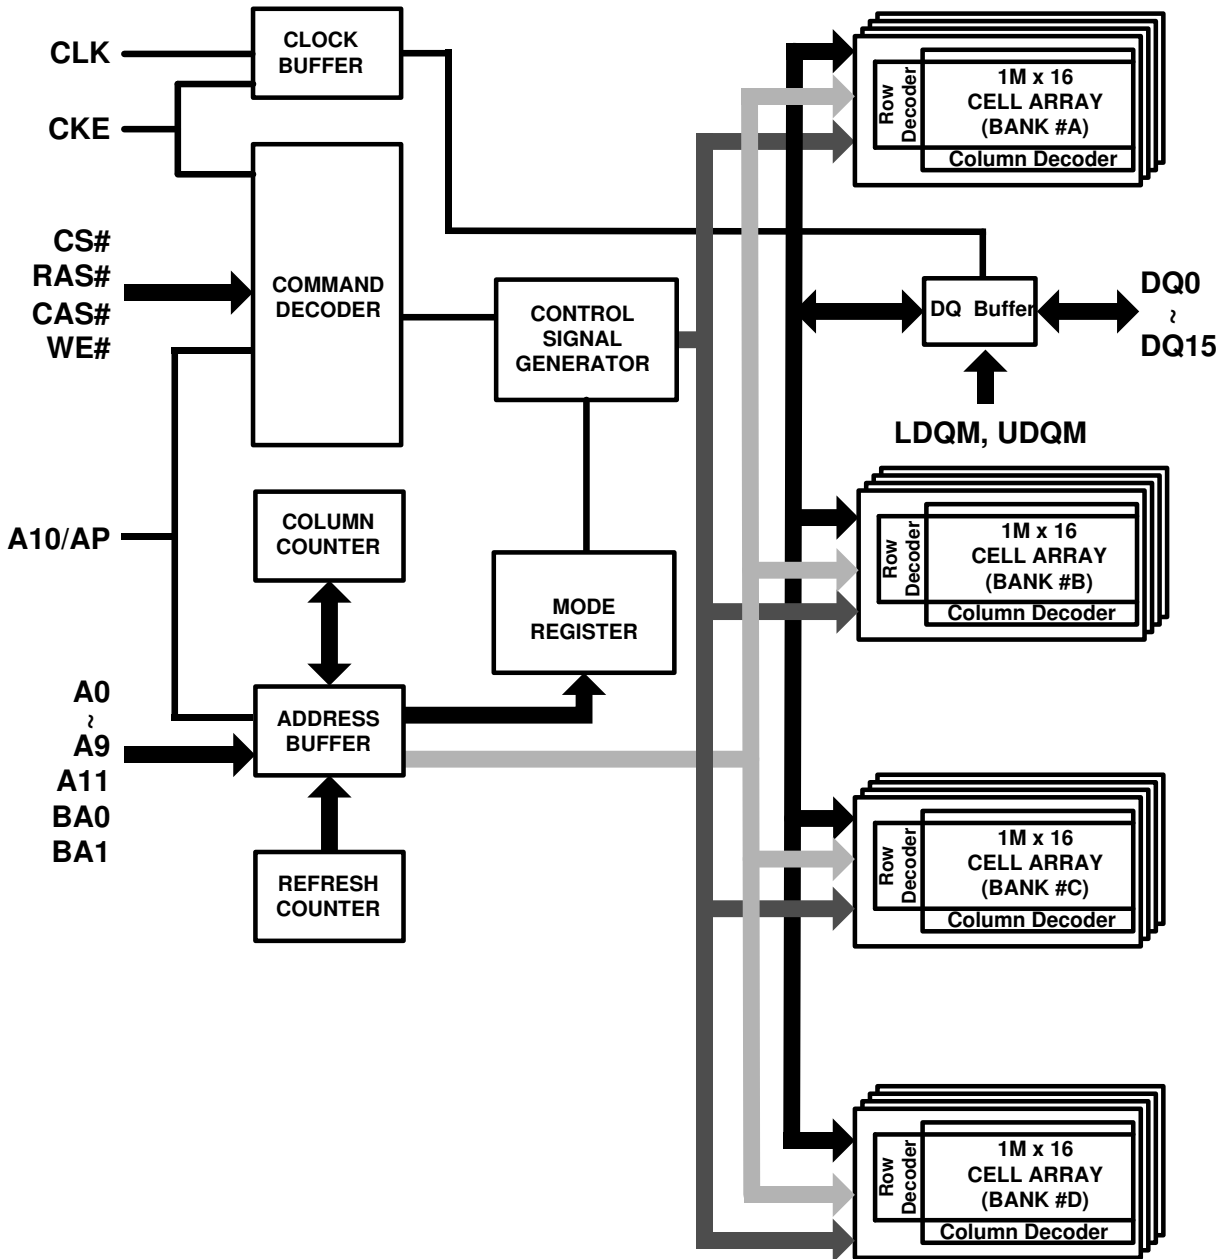 CLK
CKE
CLOCK
BUFFER
CS#
RAS#
CAS#
WE#
COMMAND
DECODER
CONTROL
SIGNAL
GENERATOR
A10/AP
COLUMN
COUNTER
MODE
REGISTER
A0
~
A9
A11
BA0
BA1
ADDRESS
BUFFER
REFRESH
COUNTER
Row
Decoder
1M x 16
CELL ARRAY
(BANK #A)
Column Decoder
DQ Buffer
DQ0
~
DQ15
LDQM, UDQM
Row
Decoder
1M x 16
CELL ARRAY
(BANK #B)
Column Decoder
Row
Decoder
1M x 16
CELL ARRAY
(BANK #C)
Column Decoder
Row
Decoder
1M x 16
CELL ARRAY
(BANK #D)
Column Decoder